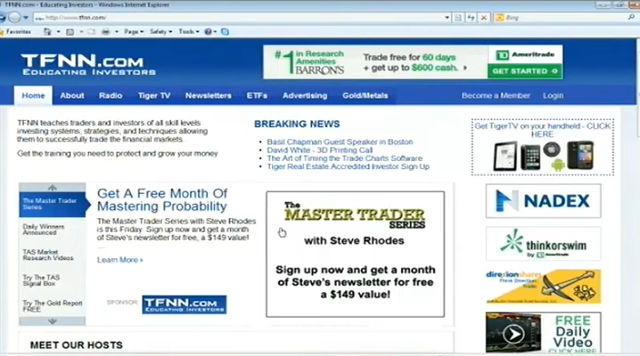 TFNN.com - Educating Investors - Windows Internet Explorer
http://www.tfnn.com/
Bing
Favorites
Page
Safety
Tools
TFNN.COM
EDUCATING INVESTORS
#1 in Research
Amenities
BARRON'S
Trade free for 60 days
+ get up to $600 cash.
TD Ameritrade
GET STARTED
Home
About
Radio
Tiger TV
Newsletters
ETFs
Advertising
Gold/Metals
Become a Member
Login
TFNN teaches traders and investors of all skill levels
investing systems, strategies, and techniques allowing
them to successfully trade the financial markets.
Get the training you need to protect and grow your money
BREAKING NEWS
Basil Chapman Guest Speaker in Boston
David White - 3D Printing Call
The Art of Timing the Trade Charts Software
Tiger Real Estate Accredited Investor Sign Up
Get TigerTV on your handheld - CLICK
HERE
The Master Trader
Series
Daily Winners
Announced
TAS Market
Research Videos
Try The TAS
Signal Box
Try The Gold Report
FREE
Get A Free Month Of
Mastering Probability
The Master Trader Series with Steve Rhodes
is this Friday. Sign up now and get a month
of Steve's newsletter for free, a $149 value!
Learn More
SPONSOR:
TFNN.COM
EDUCATING INVESTORS
The
MASTER TRADER
SERIES
with Steve Rhodes
Sign up now and get a month
of Steve's newsletter for free
a $149 value!
NADEX
thinkorswim
by TD Ameritrade
direxionshares
FREE
Daily
Video
CLICK HERE
MEET OUR HOSTS